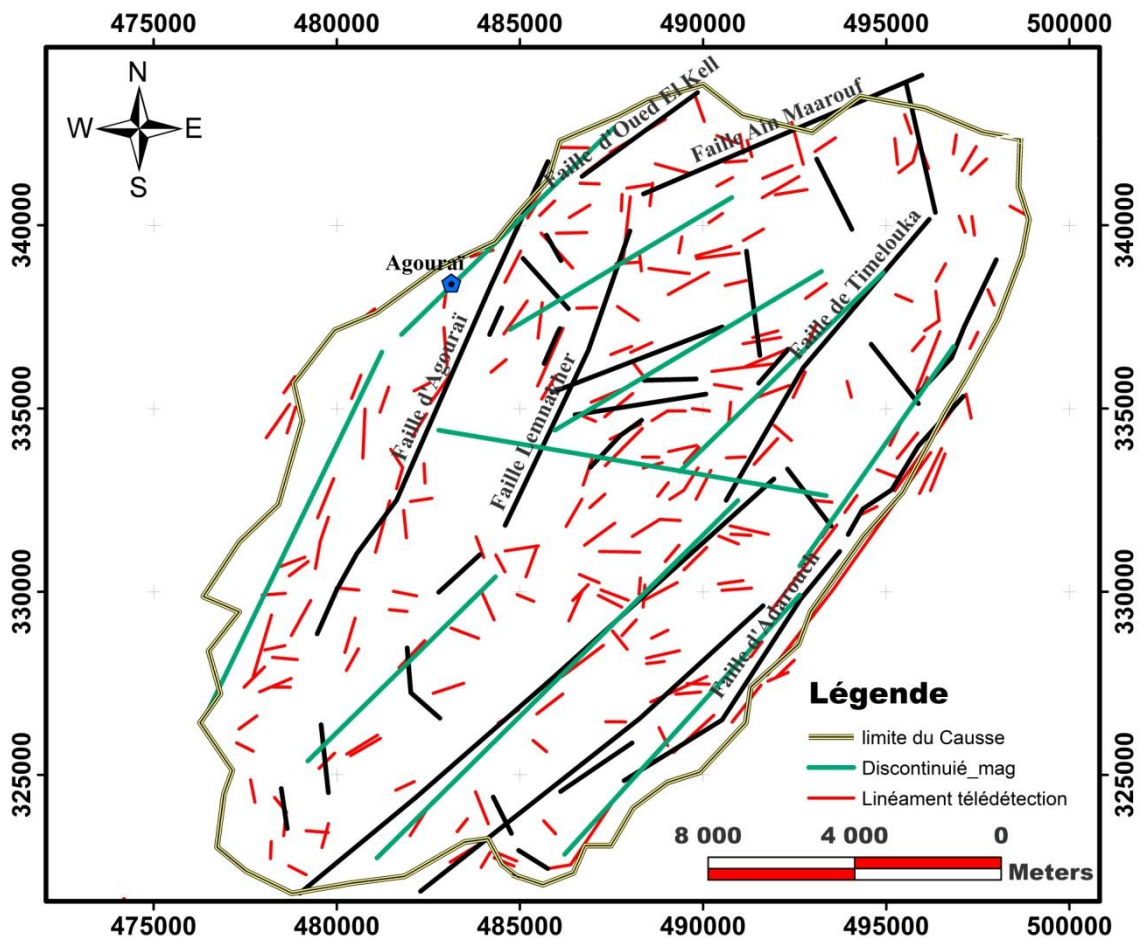 475000 480000 485000 490000 495000 500000
N
W E
S
340000
335000
330000
325000
Faille d'Oued El Kell
Faille Ain Maarouf
Agouraï
Faille de Timelouka
Faille d'Agouraï
Faille Lemnakher
Faille d'Adarouch
Légende
limite du Causse
Discontinuié_mag
Linéament télédétection
8 000 4 000 0
Meters
340000
335000
330000
325000
475000 480000 485000 490000 495000 500000